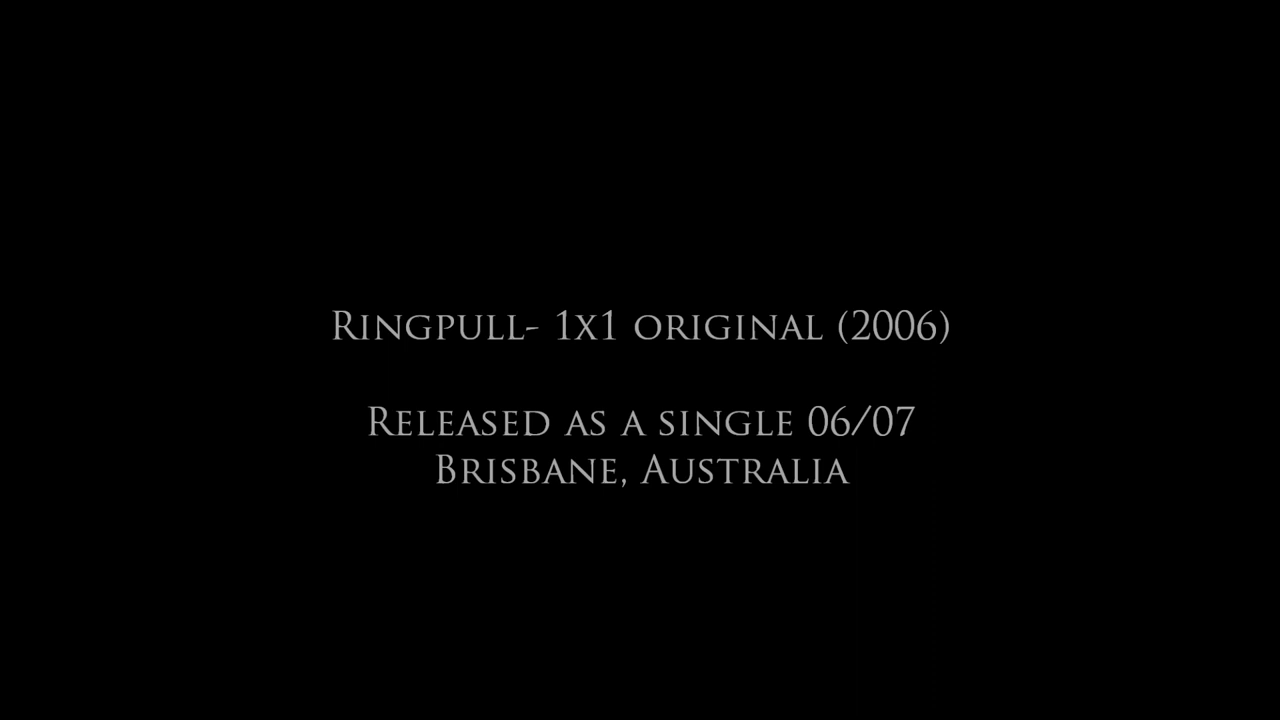 Ringpull- 1x1 original (2006)
Released as a single 06/07
Brisbane, Australia